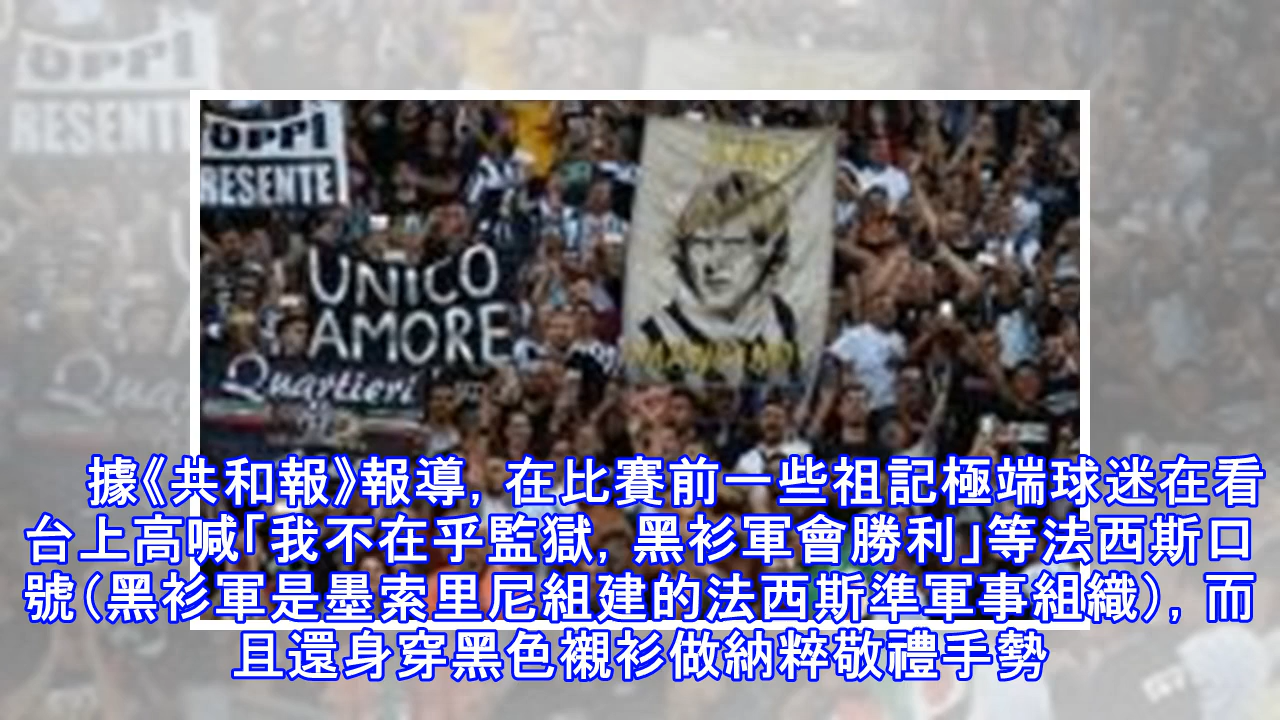 OPPI
RESENTE
UNICO
AMORE
Quartieri
據《共和報》報導，在比賽前一些祖記極端球迷在看
台上高喊「我不在乎監獄，黑衫軍會勝利」等法西斯口
號（黑衫軍是墨索里尼組建的法西斯準軍事組織），而
且還身穿黑色襯衫做納粹敬禮手勢